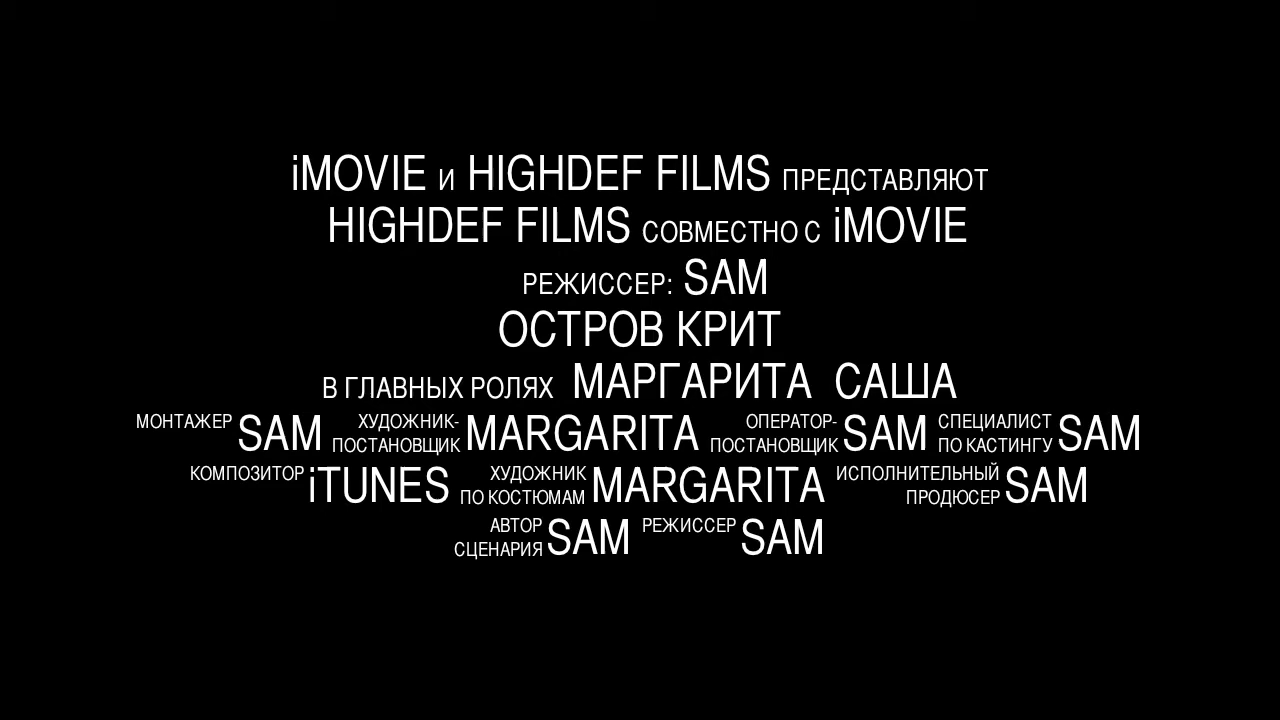 iMOVIE И HIGHDEF FILMS ПРЕДСТАВЛЯЮТ
HIGHDEF FILMS СОВМЕСТНО С iMOVIE
РЕЖИССЕР: SAM
ОСТРОВ КРИТ
В ГЛАВНЫХ РОЛЯХ МАРГАРИТА САША
МОНТАЖЕР SAM ХУДОЖНИК-ПОСТАНОВЩИК MARGARITA ОПЕРАТОР-ПОСТАНОВЩИК SAM СПЕЦИАЛИСТ ПО КАСТИНГУ SAM
КОМПОЗИТОР iTUNES ХУДОЖНИК ПО КОСТЮМАМ MARGARITA ИСПОЛНИТЕЛЬНЫЙ ПРОДЮСЕР SAM
АВТОР СЦЕНАРИЯ SAM РЕЖИССЕР SAM